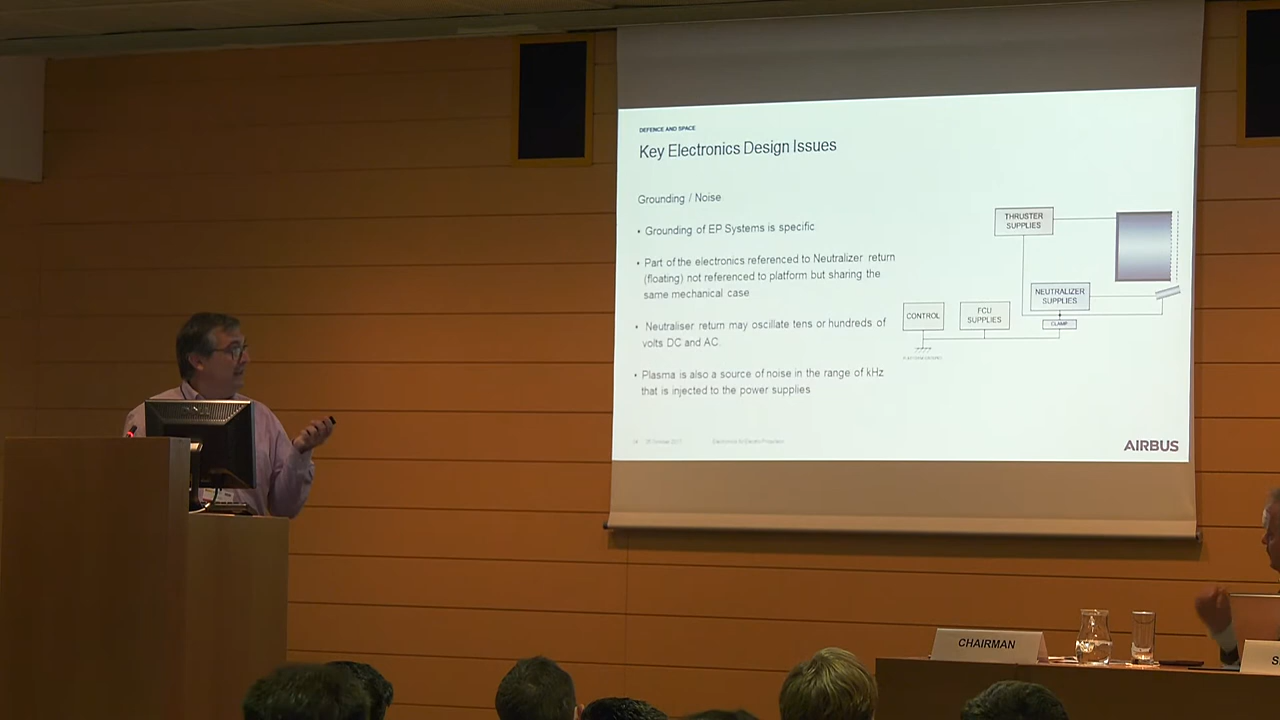 DEFENCE AND SPACE
Key Electronics Design Issues
Grounding / Noise
• Grounding of EP Systems is specific
• Part of the electronics referenced to Neutralizer return
(floating) not referenced to platform but sharing the
same mechanical case
• Neutraliser return may oscillate tens or hundreds of
volts DC and AC.
• Plasma is also a source of noise in the range of kHz
that is injected to the power supplies
THRUSTER
SUPPLIES
NEUTRALIZER
SUPPLIES
CONTROL
FCU
SUPPLIES
CLAMP
AIRBUS
CHAIRMAN
S